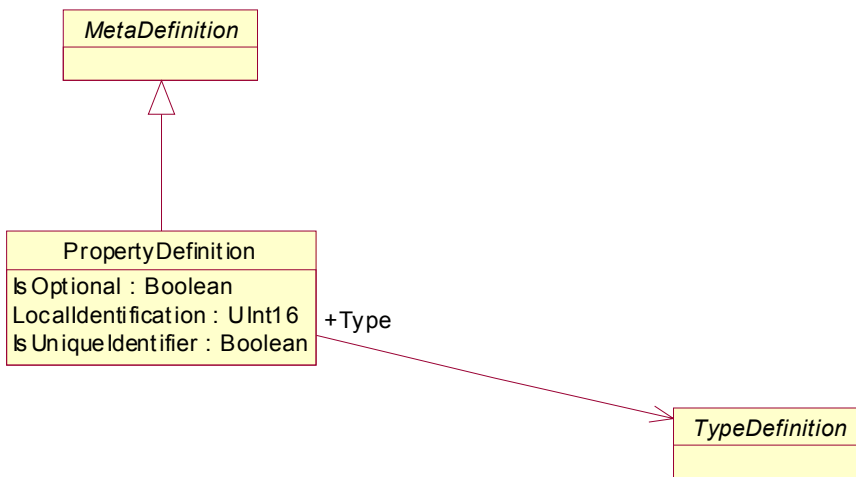 MetaDefinition
PropertyDefinition
IsOptional : Boolean
LocalIdentification : UInt16
IsUniqueIdentifier : Boolean
+Type
TypeDefinition